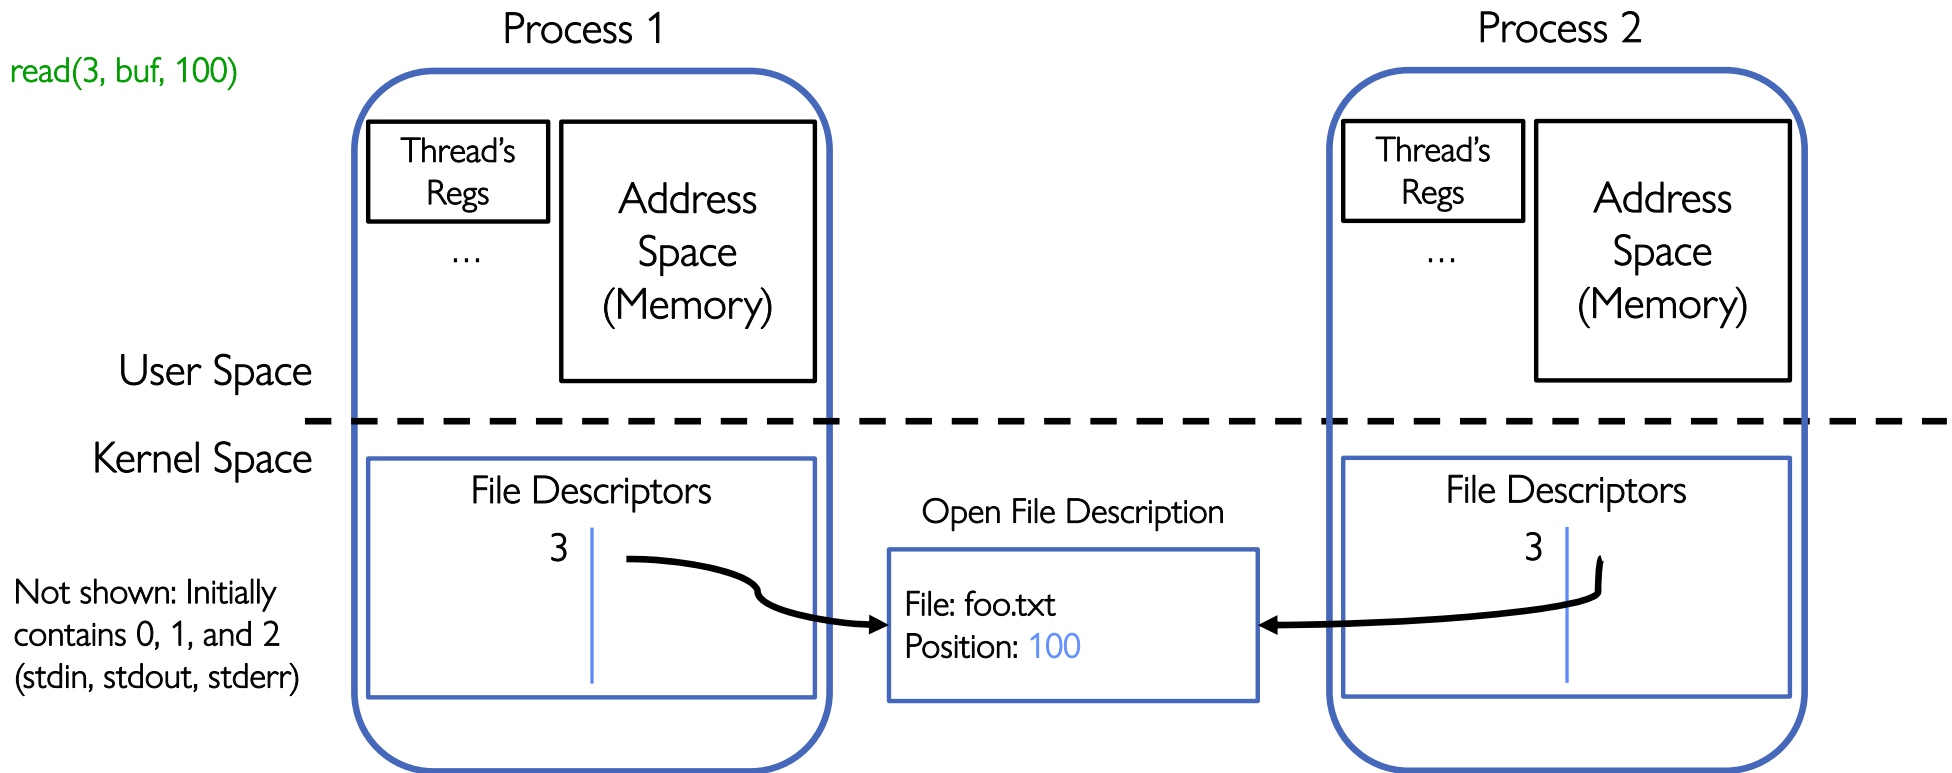 Process 1
Process 2
read(3, buf, 100)
Thread's
Regs
...
Address
Space
(Memory)
Thread's
Regs
...
Address
Space
(Memory)
User Space
Kernel Space
File Descriptors
3
Open File Description
File: foo.txt
Position: 100
File Descriptors
3
Not shown: Initially
contains 0, 1, and 2
(stdin, stdout, stderr)